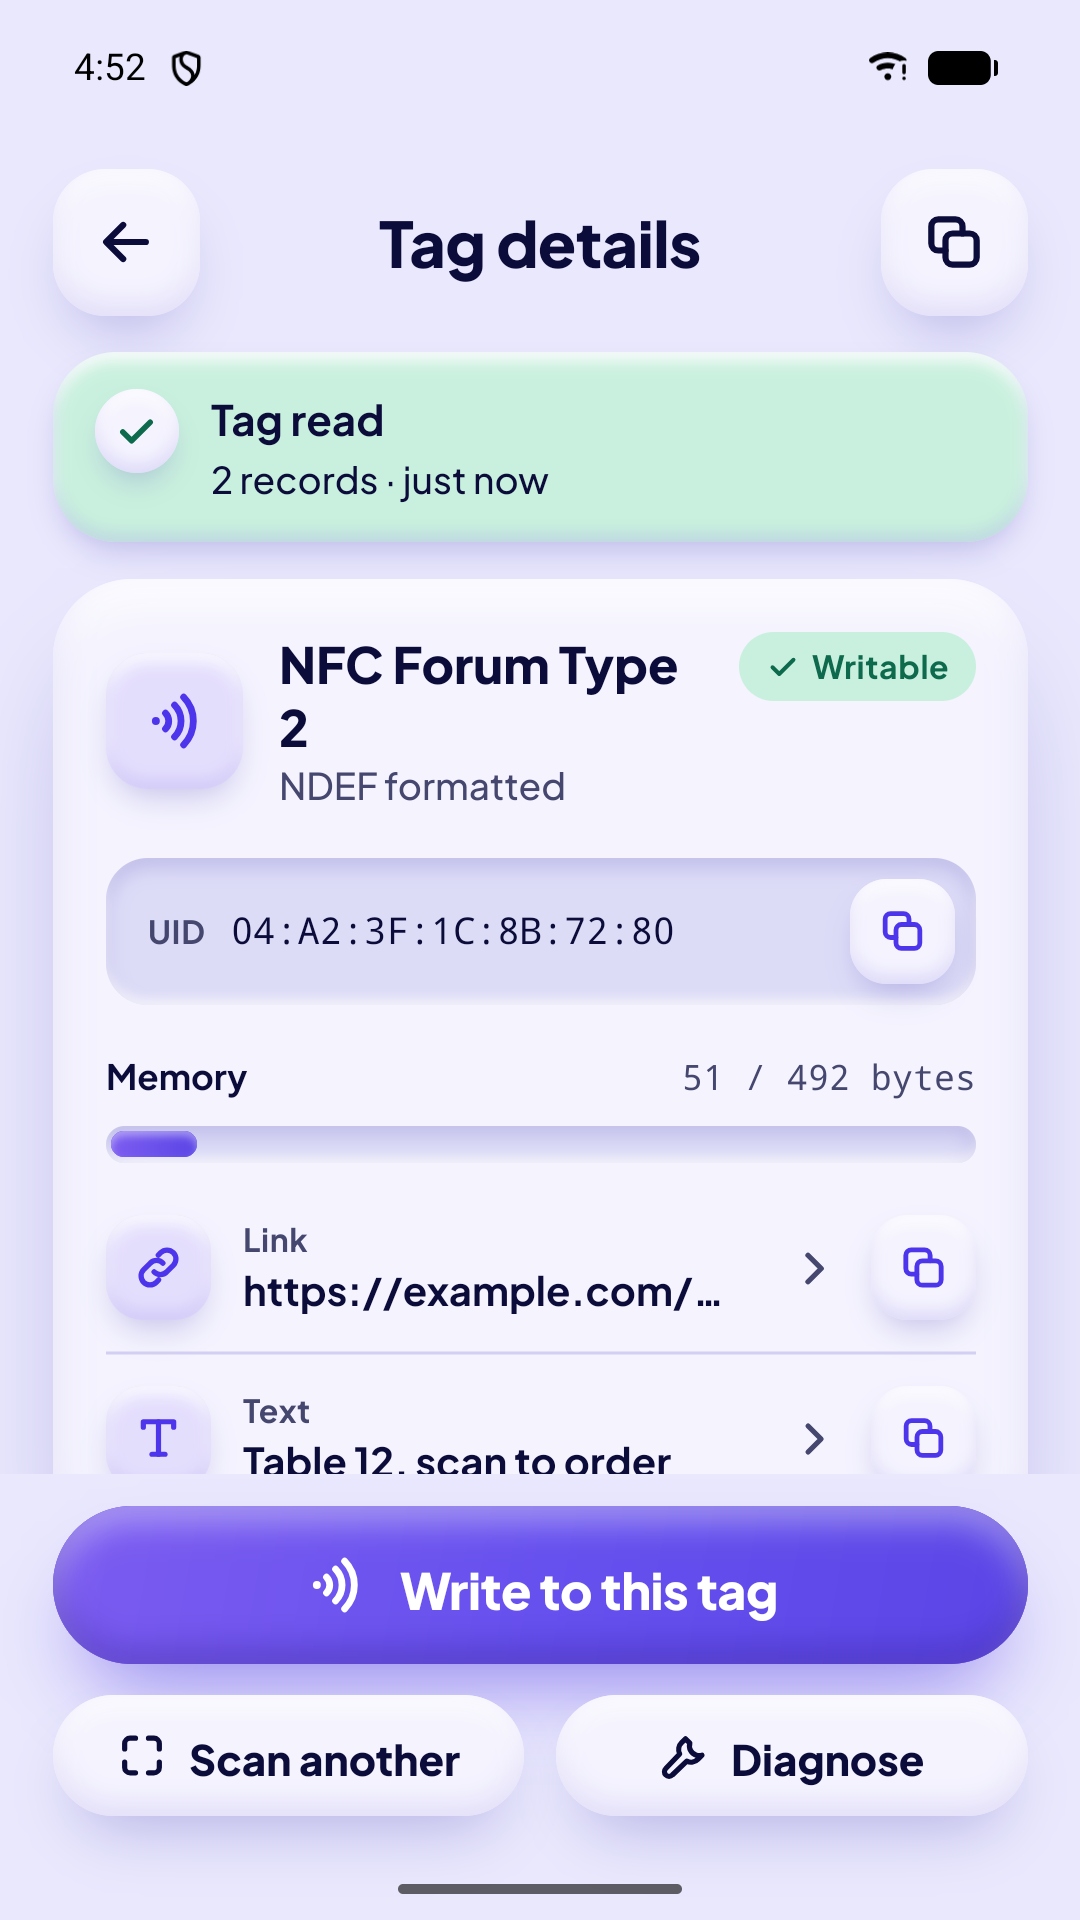 4:52
Tag details
Tag read
2 records · just now
NFC Forum Type
2
Writable
NDEF formatted
UID 04:A2:3F:1C:8B:72:80
Memory 51 / 492 bytes
Link
https://example.com/…
Text
Table 12, scan to order
Write to this tag
Scan another
Diagnose